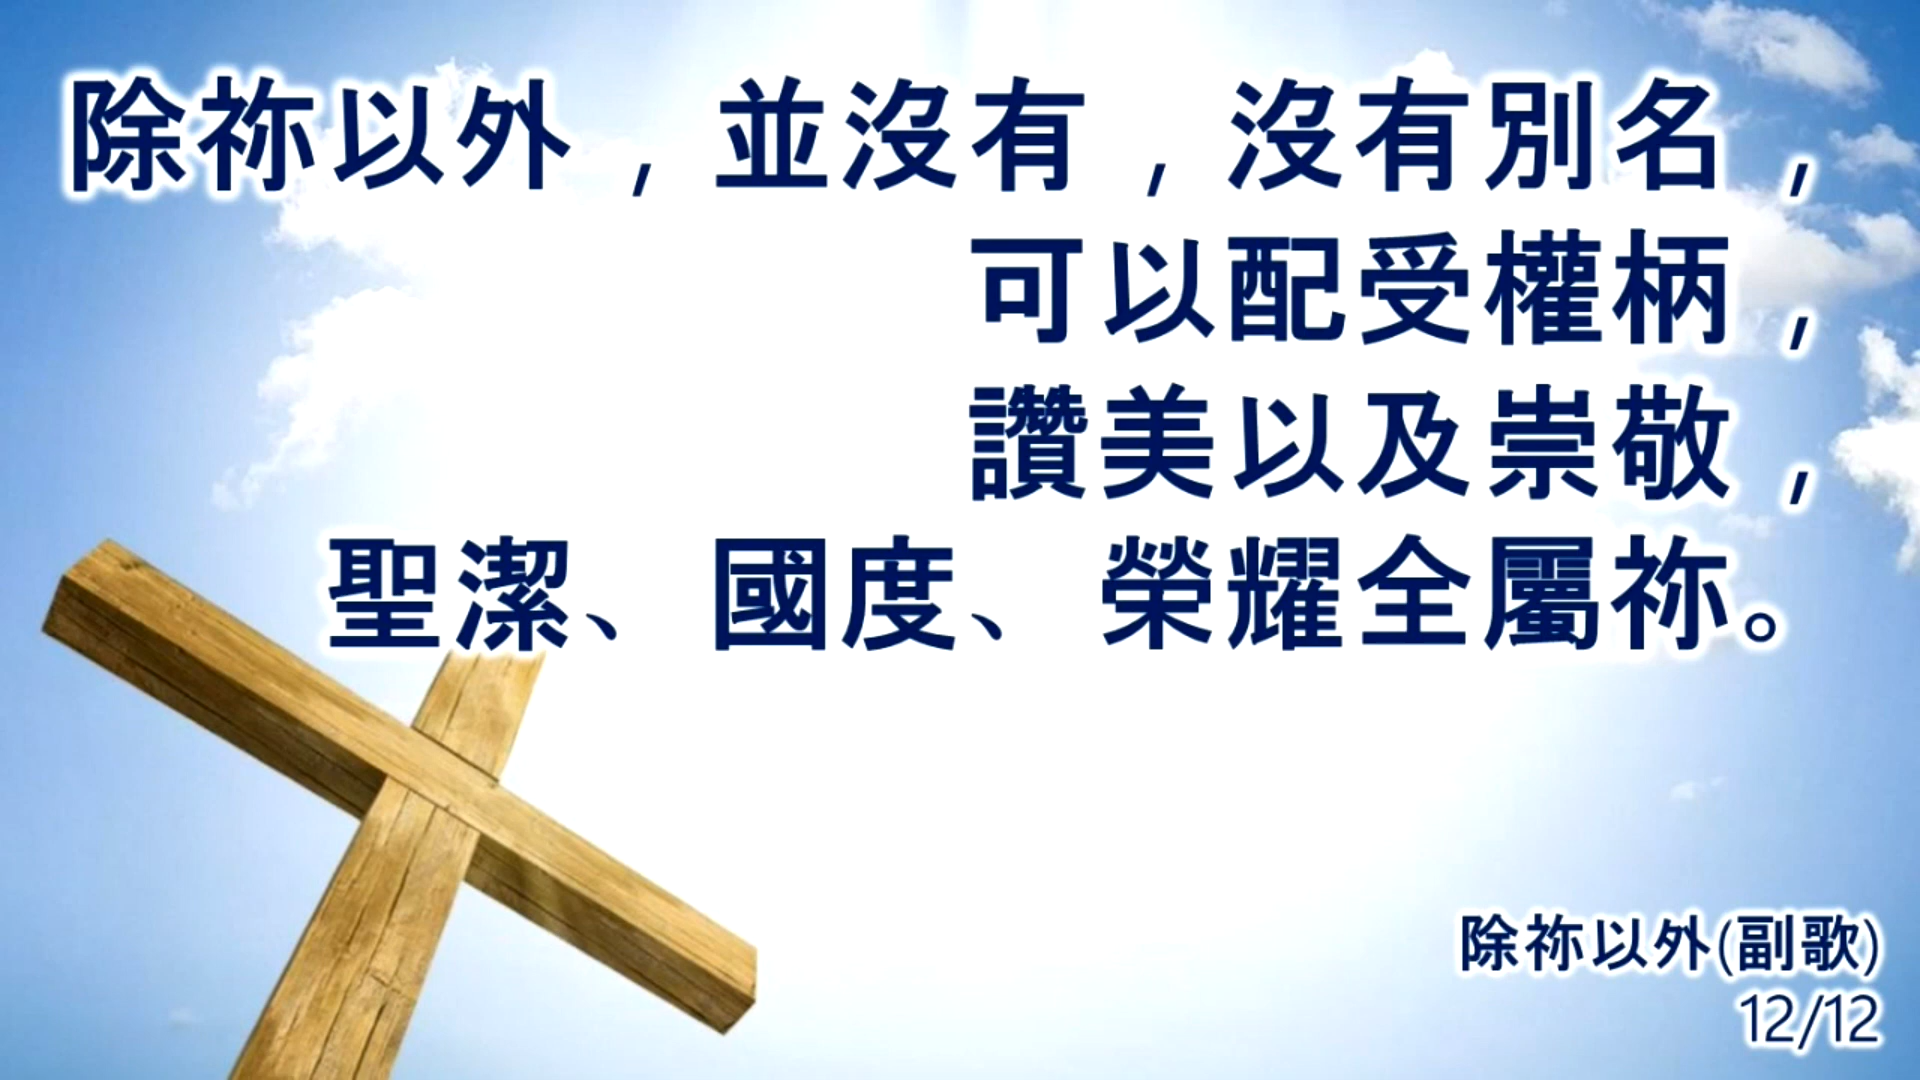 除祢以外，並沒有，沒有別名，
可以配受權柄，
讚美以及崇敬，
聖潔、國度、榮耀全屬祢。
除祢以外(副歌)
12/12